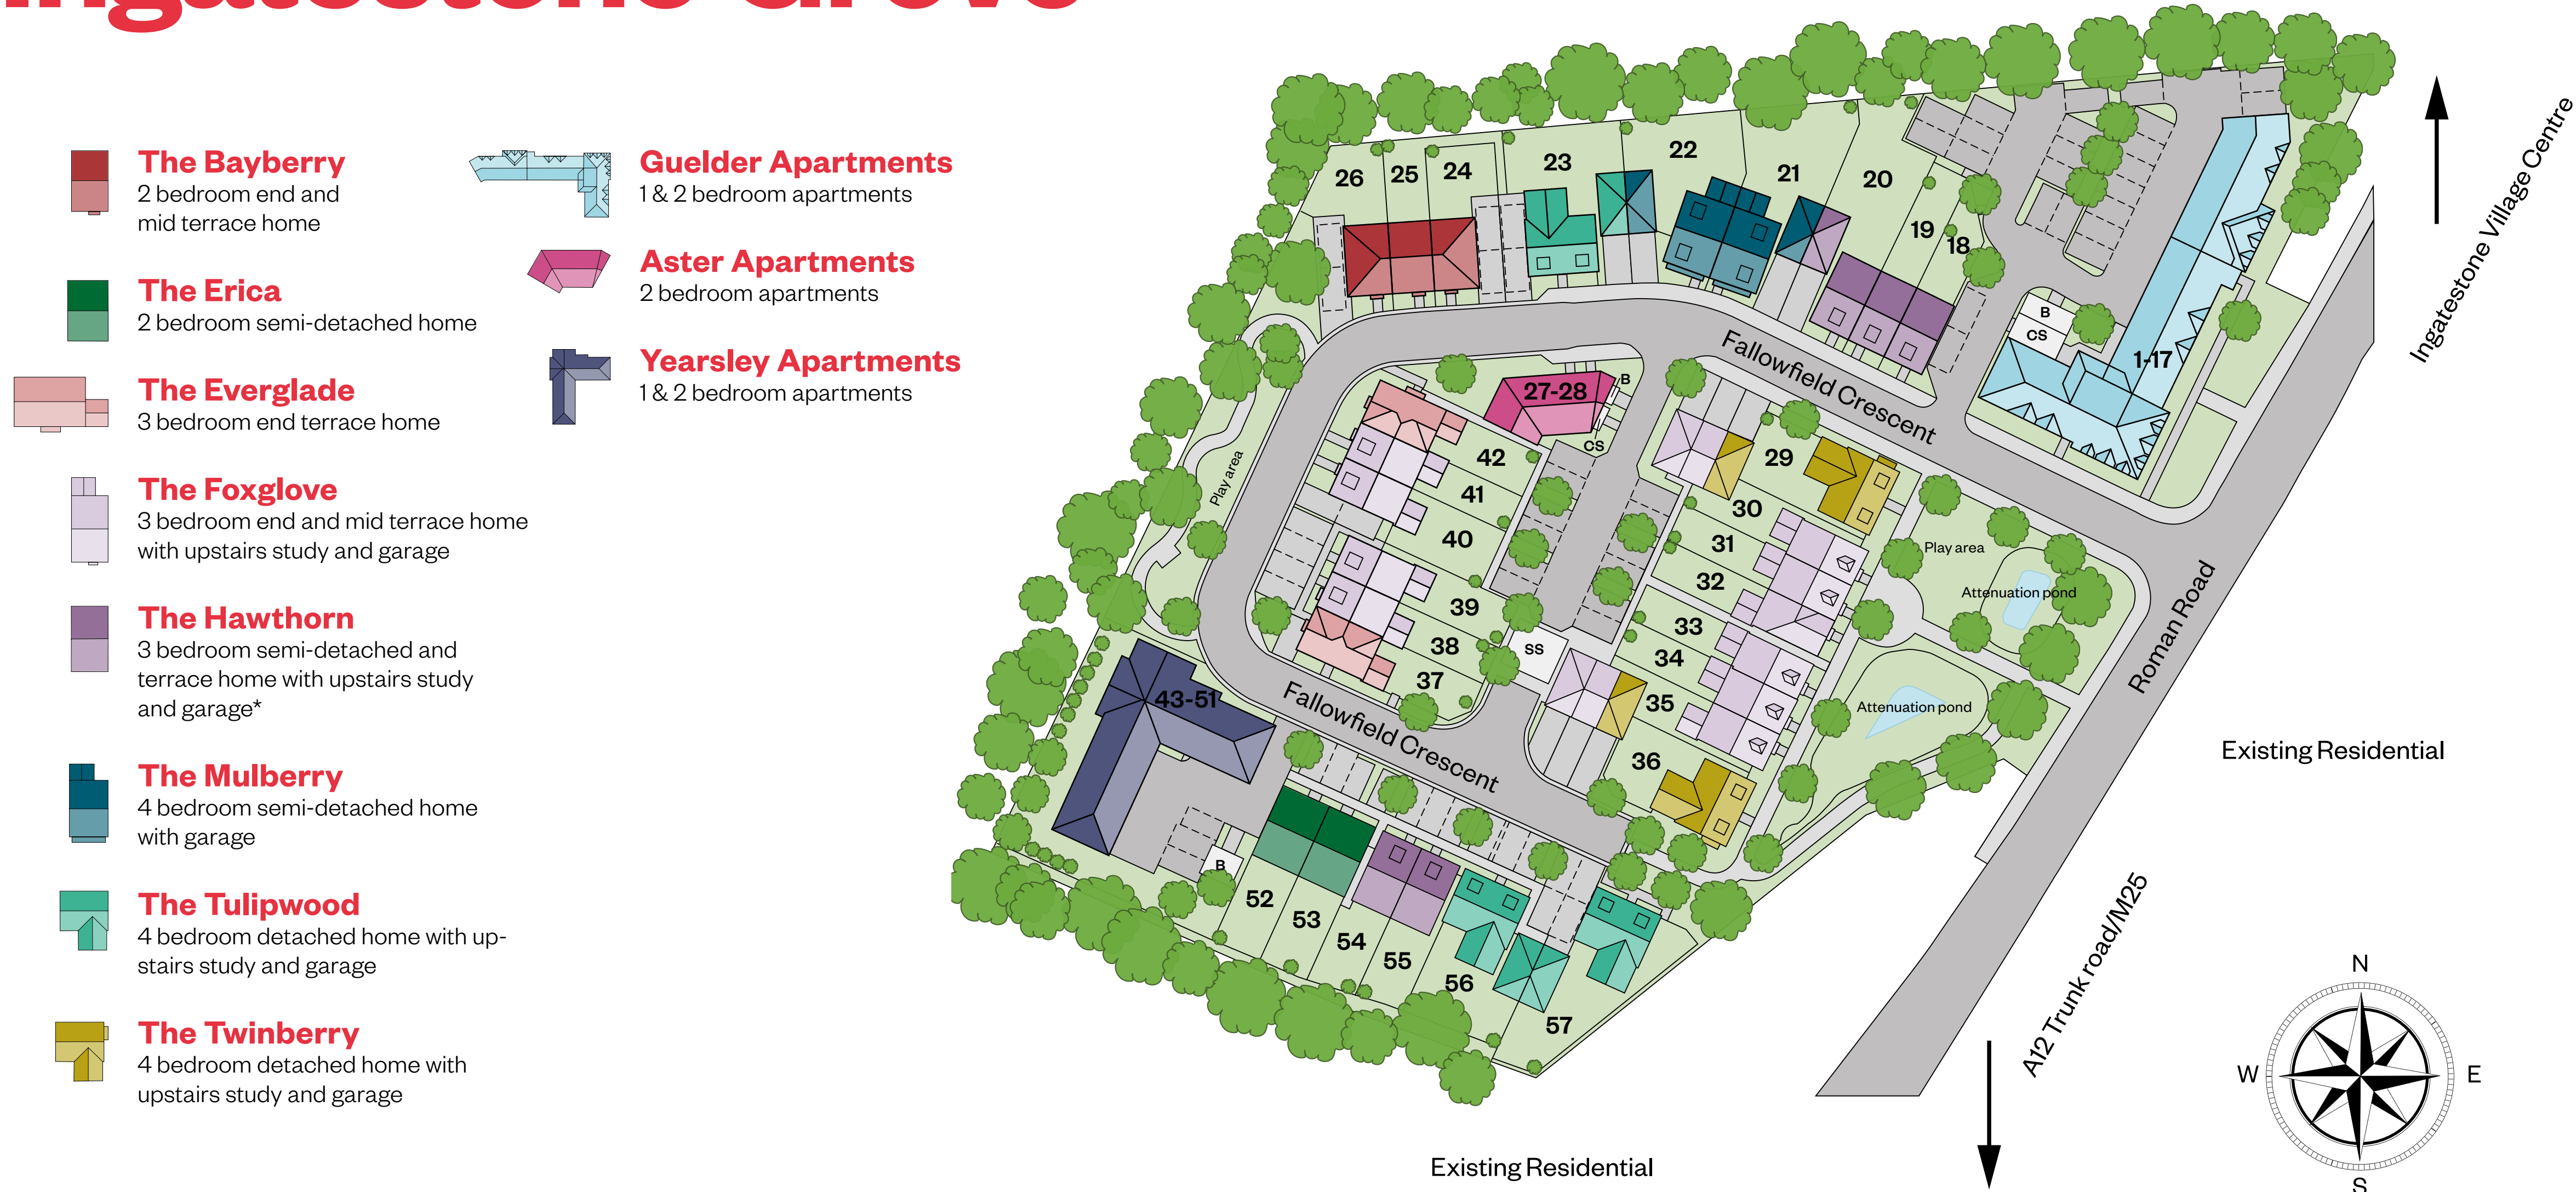 Ingatestone Grove
The Bayberry
2 bedroom end and
mid terrace home
The Erica
2 bedroom semi-detached home
The Everglade
3 bedroom end terrace home
The Foxglove
3 bedroom end and mid terrace home
with upstairs study and garage
The Hawthorn
3 bedroom semi-detached and
terrace home with upstairs study
and garage*
The Mulberry
4 bedroom semi-detached home
with garage
The Tulipwood
4 bedroom detached home with up-
stairs study and garage
The Twinberry
4 bedroom detached home with
upstairs study and garage
Guelder Apartments
1 & 2 bedroom apartments
Aster Apartments
2 bedroom apartments
Yearsley Apartments
1 & 2 bedroom apartments
26
25
24
23
22
21
20
19
18
B
CS
1-17
Fallowfield Crescent
27-28
B
CS
42
41
40
39
38
37
Play area
29
30
31
32
33
34
35
36
SS
Play area
Attenuation pond
Attenuation pond
43-51
Fallowfield Crescent
B
52
53
54
55
56
57
Roman Road
Ingatestone Village Centre
Existing Residential
A12 Trunk road/M25
Existing Residential
N
W
E
S